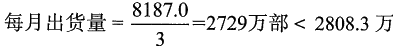 每月出货量 = 8187.0/3 =2729万部 < 2808.3 万